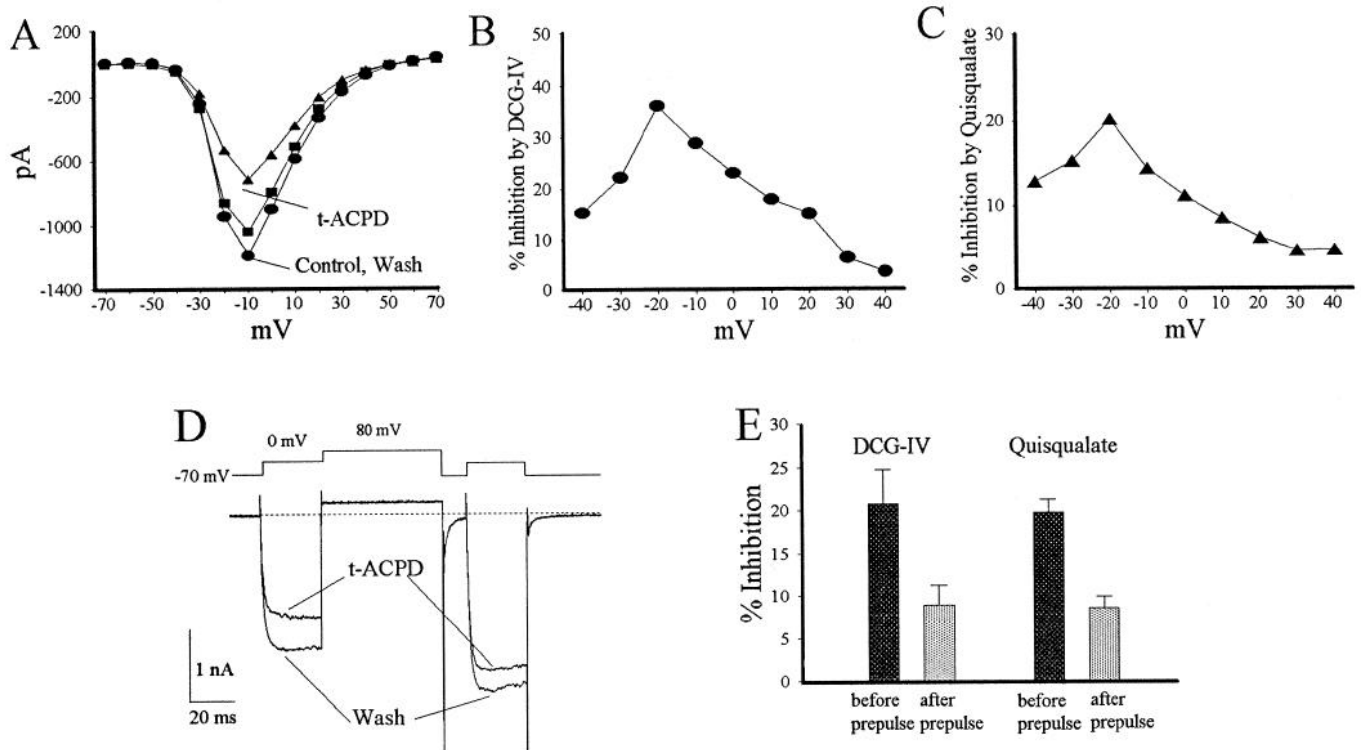 A
200
-200
-600
-1000
-1400
pA
t-ACPD
Control, Wash
-70 -50 -30 -10 10 30 50 70
mV
B
50
40
30
20
10
0
% Inhibition by DCG-IV
-40 -30 -20 -10 0 10 20 30 40
mV
C
30
20
10
0
% Inhibition by Quisqualate
-40 -30 -20 -10 0 10 20 30 40
mV
D
0 mV
80 mV
-70 mV
t-ACPD
1 nA
20 ms
Wash
E
30
25
20
15
10
5
0
% Inhibition
DCG-IV
Quisqualate
before prepulse
after prepulse
before prepulse
after prepulse